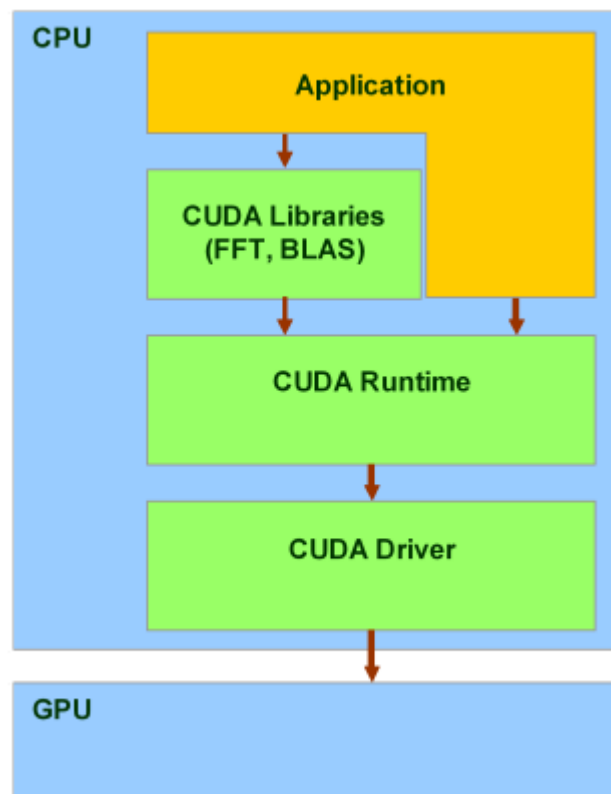 CPU
Application
CUDA Libraries
(FFT, BLAS)
CUDA Runtime
CUDA Driver
GPU